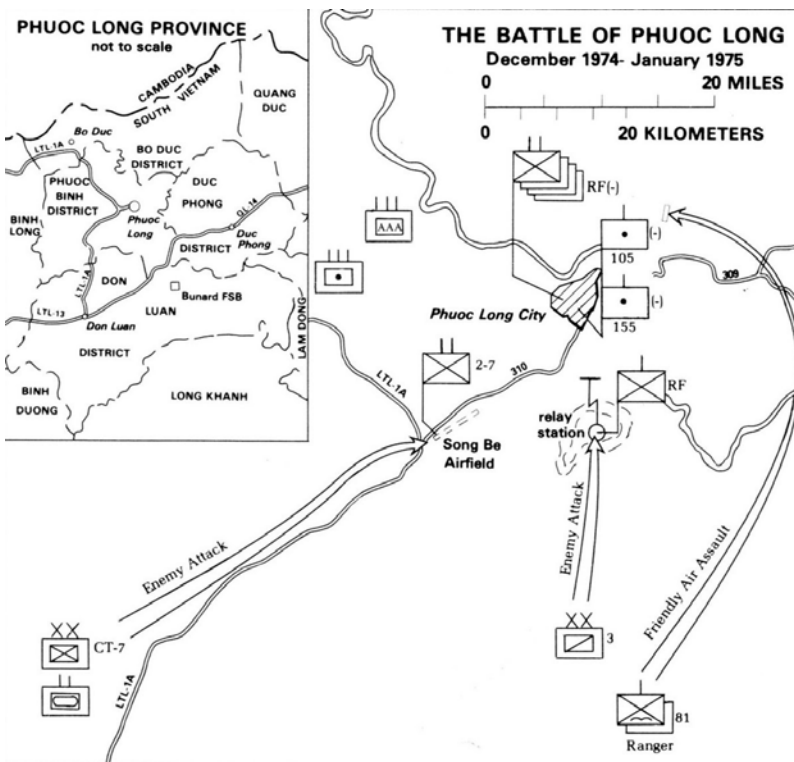 PHUOC LONG PROVINCE
not to scale
CAMBODIA
SOUTH VIETNAM
QUANG
DUC
Bo Duc
LTL-1A
BO DUC
DISTRICT
PHUOC
BINH
DISTRICT
DUC
PHONG
BINH
LONG
Phuoc
Long
QL-14
Duc
Phong
DISTRICT
LTL-1A
DON
LUAN
Bunard FSB
LTL-13
Don Luan
DISTRICT
LAM DONG
BINH
DUONG
LONG KHANH
THE BATTLE OF PHUOC LONG
December 1974- January 1975
0 20 MILES
0 20 KILOMETERS
RF(-)
AAA
(-)
105
309
(-)
155
Phuoc Long City
2-7
310
LTL-1A
RF
relay
station
Song Be
Airfield
Enemy Attack
Enemy Attack
Friendly Air Assault
CT-7
3
LTL-1A
81
Ranger